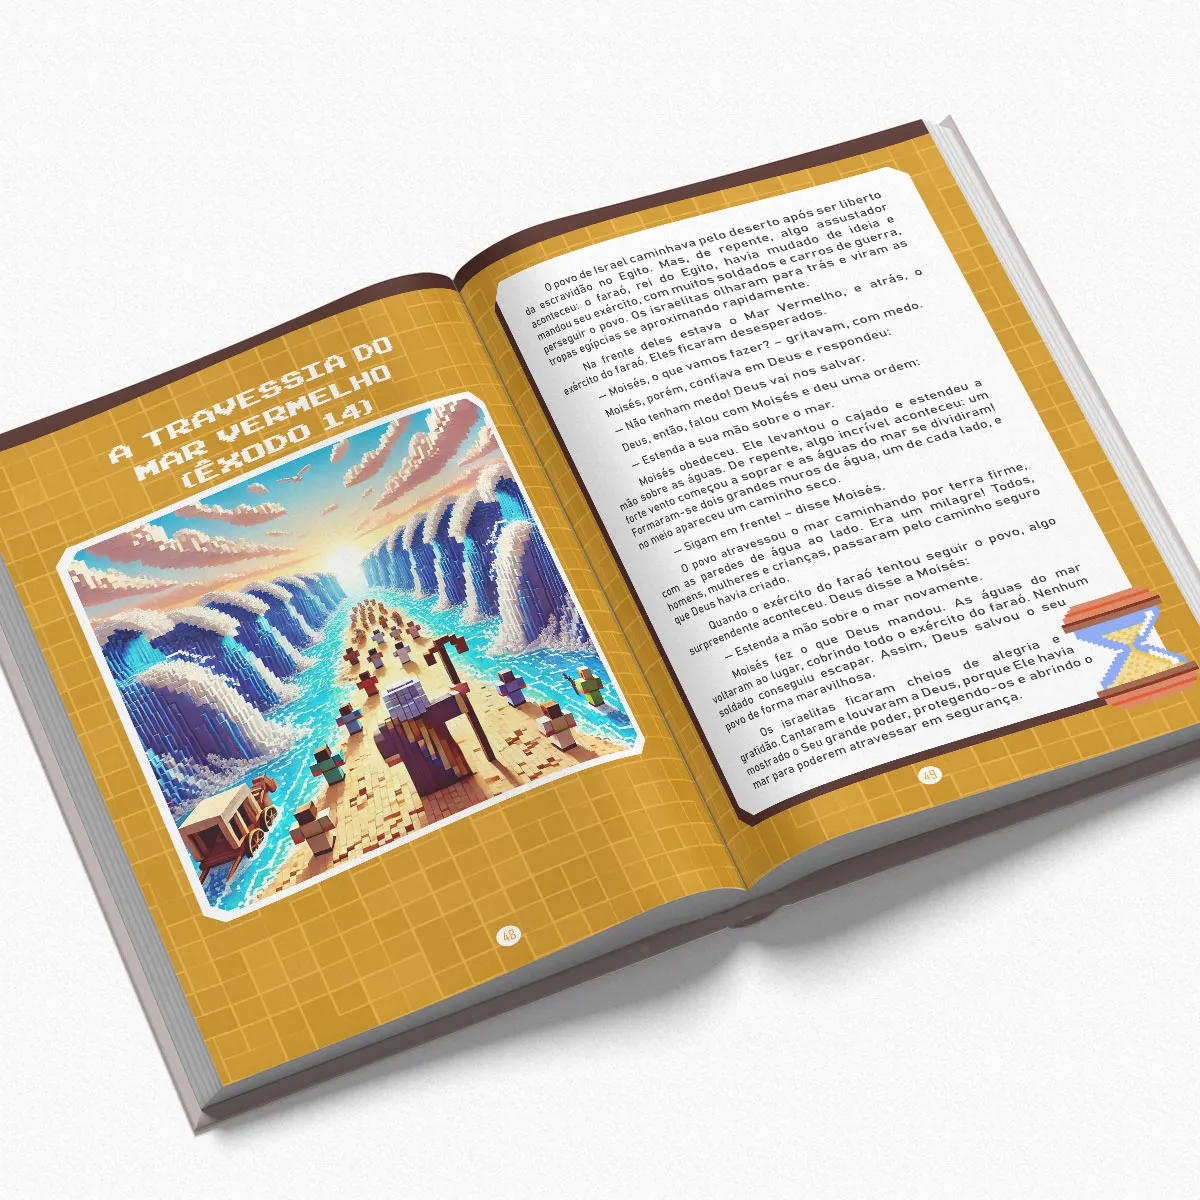 A TRAVESSIA DO
MAR VERMELHO
(ÊXODO 14)
48
O povo de Israel caminhava pelo deserto após ser liberto
da escravidão no Egito. Mas, de repente, algo assustador
aconteceu: o faraó, rei do Egito, havia mudado de ideia e
mandou seu exército, com muitos soldados e carros de guerra,
perseguir o povo. Os israelitas olharam para trás e viram as
tropas egípcias se aproximando rapidamente.
Na frente deles estava o Mar Vermelho, e atrás, o
exército do faraó. Eles ficaram desesperados.
– Moisés, o que vamos fazer? – gritavam, com medo.
Moisés, porém, confiava em Deus e respondeu:
– Não tenham medo! Deus vai nos salvar.
Deus, então, falou com Moisés e deu uma ordem:
– Estenda a sua mão sobre o mar.
Moisés obedeceu. Ele levantou o cajado e estendeu a
mão sobre as águas. De repente, algo incrível aconteceu: um
forte vento começou a soprar e as águas do mar se dividiram!
Formaram-se dois grandes muros de água, um de cada lado, e
no meio apareceu um caminho seco.
– Sigam em frente! – disse Moisés.
O povo atravessou o mar caminhando por terra firme,
com as paredes de água ao lado. Era um milagre! Todos,
homens, mulheres e crianças, passaram pelo caminho seguro
que Deus havia criado.
Quando o exército do faraó tentou seguir o povo, algo
surpreendente aconteceu. Deus disse a Moisés:
– Estenda a mão sobre o mar novamente.
Moisés fez o que Deus mandou. As águas do mar
voltaram ao lugar, cobrindo todo o exército do faraó. Nenhum
soldado conseguiu escapar. Assim, Deus salvou o seu
povo de forma maravilhosa.
Os israelitas ficaram cheios de alegria e
gratidão. Cantaram e louvaram a Deus, porque Ele havia
mostrado o Seu grande poder, protegendo-os e abrindo o
mar para poderem atravessar em segurança.
49